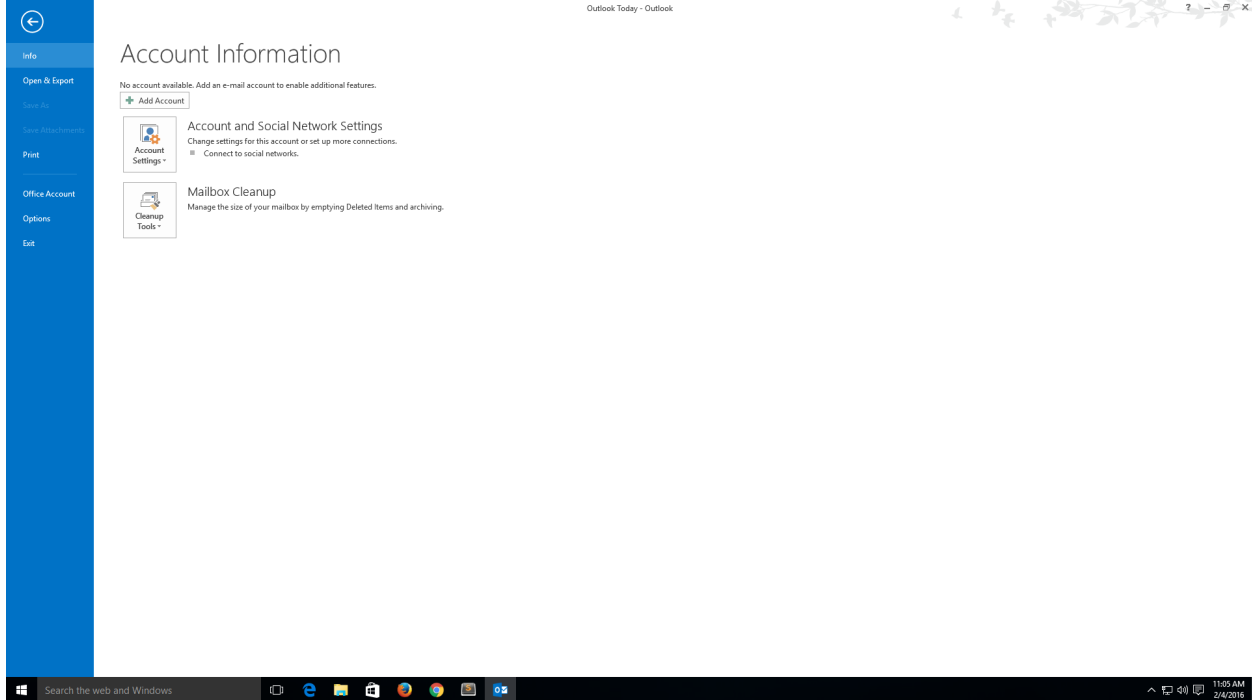 Outlook Today - Outlook
?
Info
Open & Export
Save As
Save Attachments
Print
Office Account
Options
Exit
Account Information
No account available. Add an e-mail account to enable additional features.
Add Account
Account Settings
Account and Social Network Settings
Change settings for this account or set up more connections.
Connect to social networks.
Cleanup Tools
Mailbox Cleanup
Manage the size of your mailbox by emptying Deleted Items and archiving.
Search the web and Windows
11:05 AM
2/4/2016